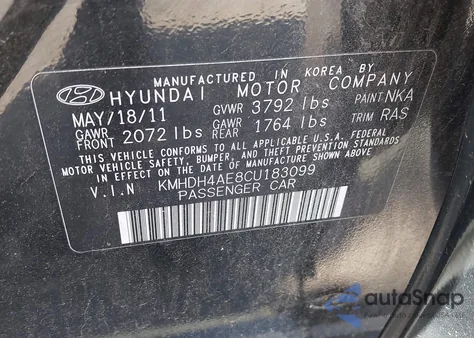 MANUFACTURED IN KOREA BY
HYUNDAI MOTOR COMPANY
MAY/18/11 GVWR 3792 lbs PAINT NKA
GAWR FRONT 2072 lbs GAWR REAR 1764 lbs TRIM RAS
THIS VEHICLE CONFORMS TO ALL APPLICABLE U.S.A. FEDERAL
MOTOR VEHICLE SAFETY, BUMPER, AND THEFT PREVENTION
STANDARDS IN EFFECT ON THE DATE OF MANUFACTURE SHOWN ABOVE.
V.I.N KMHDH4AE8CU183099
PASSENGER CAR
autoSnap